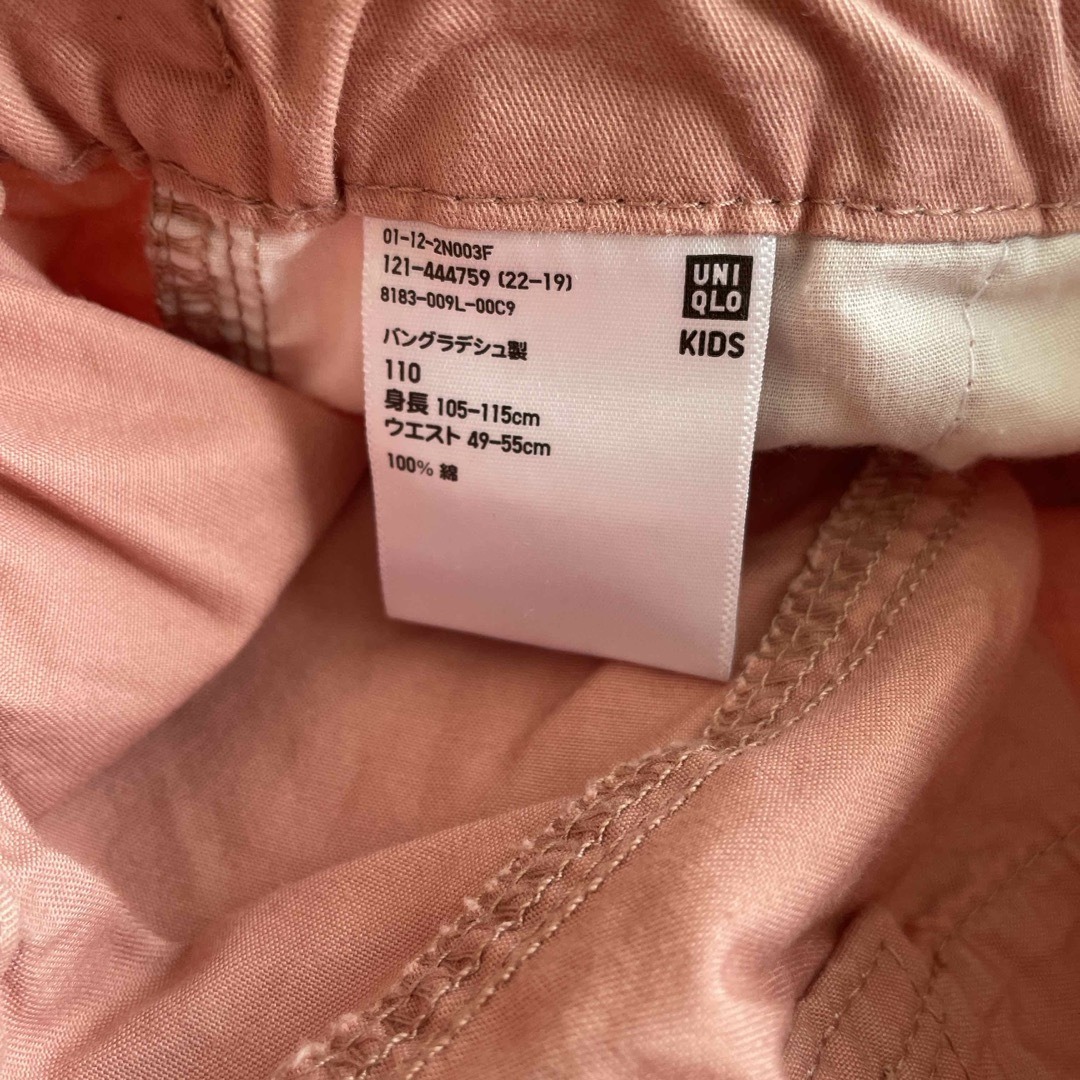 01-12-2N003F
121-444759 (22-19)
8183-009L-00C9
UNI
QLO
KIDS
バングラデシュ製
110
身長 105-115cm
ウエスト 49-55cm
100% 綿